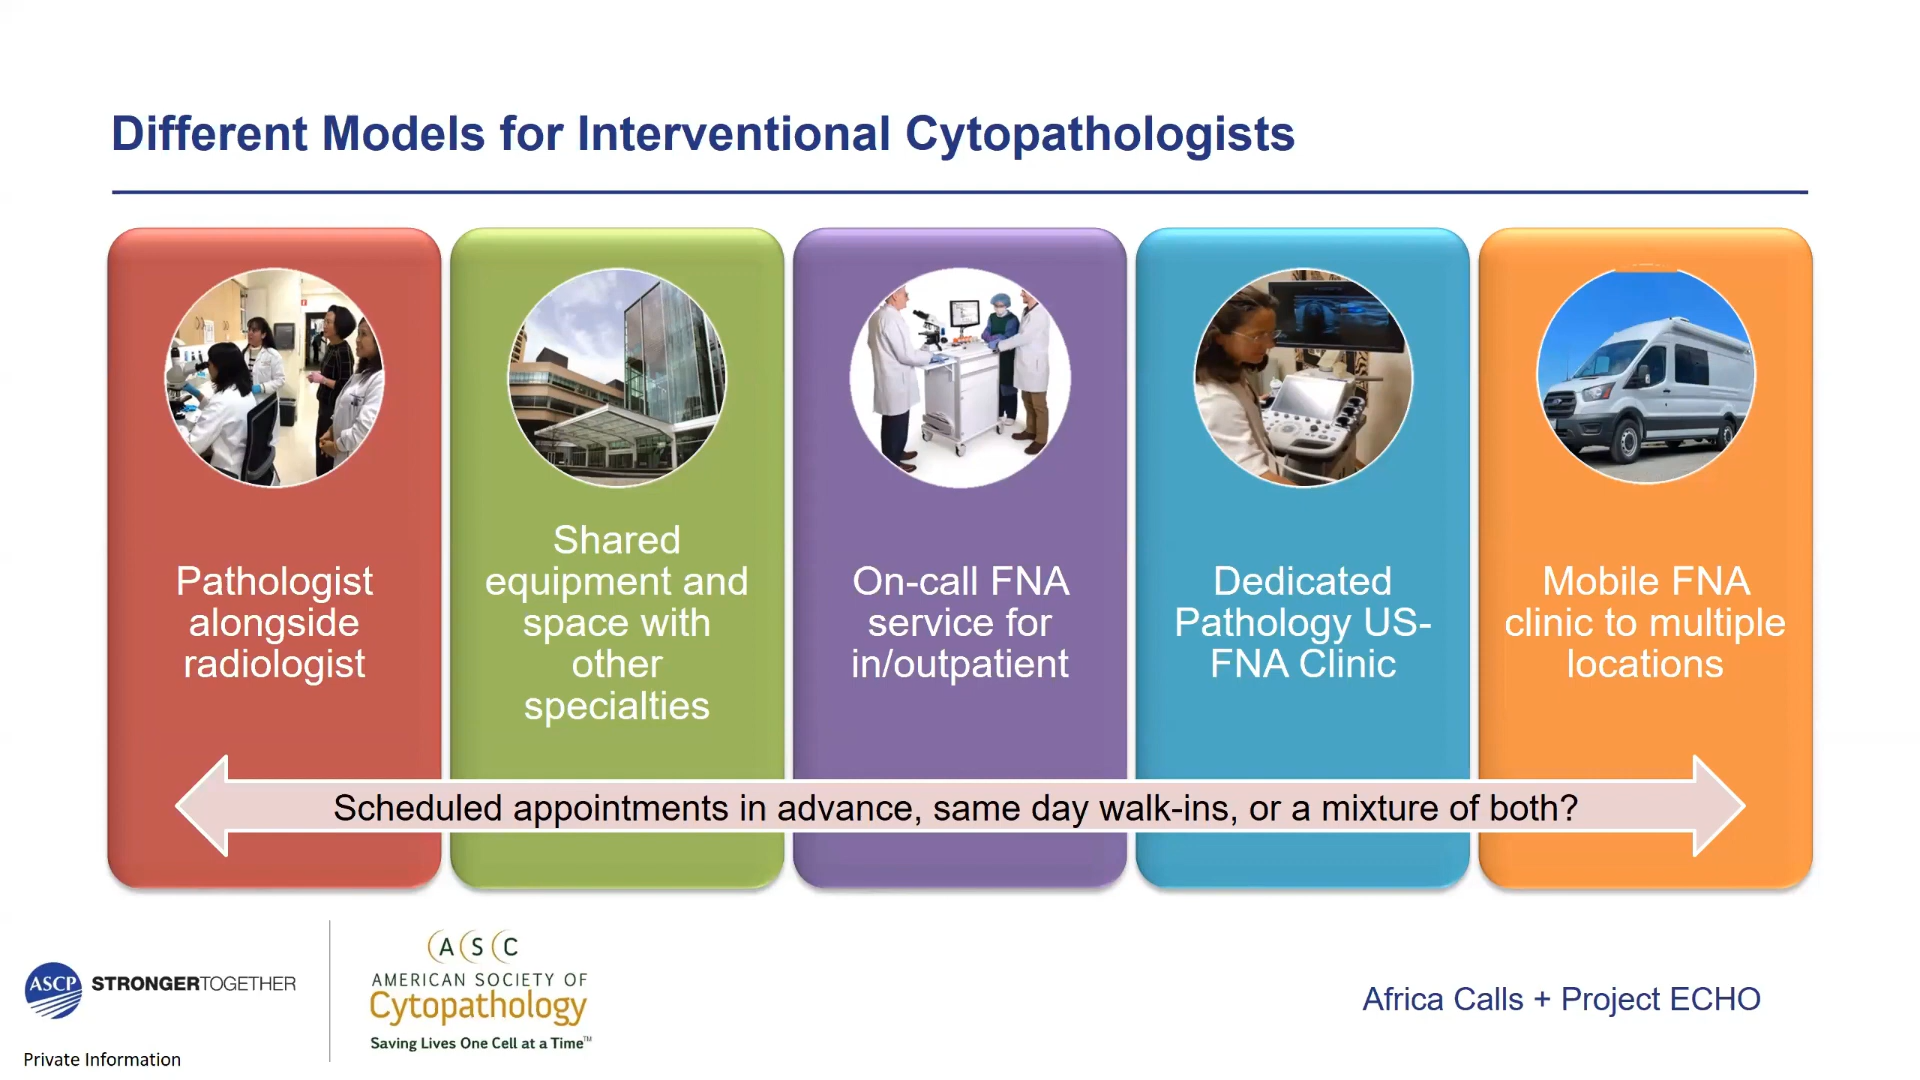 Different Models for Interventional Cytopathologists
Pathologist
alongside
radiologist
Shared
equipment and
space with
other
specialties
On-call FNA
service for
in/outpatient
Dedicated
Pathology US-
FNA Clinic
Mobile FNA
clinic to multiple
locations
Scheduled appointments in advance, same day walk-ins, or a mixture of both?
ASCP STRONGERTOGETHER
Private Information
ASC
AMERICAN SOCIETY OF
Cytopathology
Saving Lives One Cell at a Time™
Africa Calls + Project ECHO